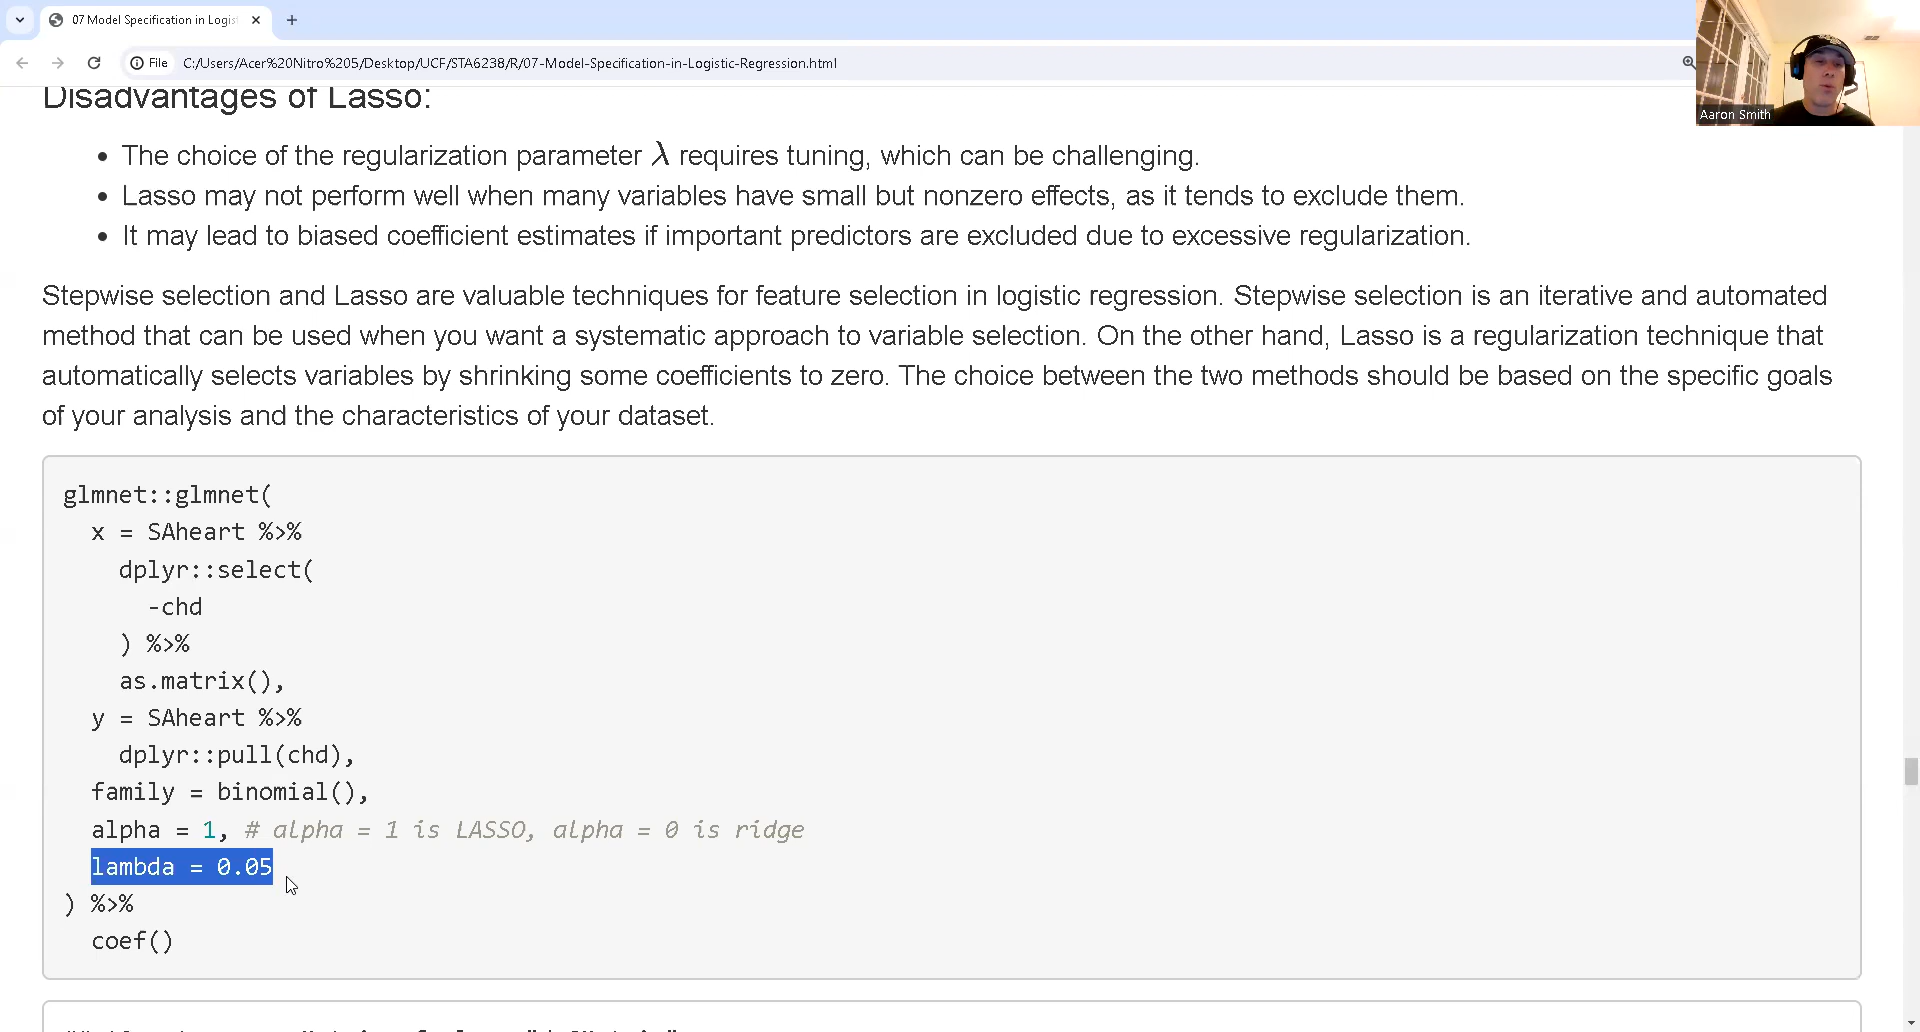 07 Model Specification in Logis
File
C:/Users/Acer%20Nitro%205/Desktop/UCF/STA6238/R/07-Model-Specification-in-Logistic-Regression.html
Aaron Smith
Disadvantages of Lasso:
The choice of the regularization parameter λ requires tuning, which can be challenging.
Lasso may not perform well when many variables have small but nonzero effects, as it tends to exclude them.
It may lead to biased coefficient estimates if important predictors are excluded due to excessive regularization.
Stepwise selection and Lasso are valuable techniques for feature selection in logistic regression. Stepwise selection is an iterative and automated
method that can be used when you want a systematic approach to variable selection. On the other hand, Lasso is a regularization technique that
automatically selects variables by shrinking some coefficients to zero. The choice between the two methods should be based on the specific goals
of your analysis and the characteristics of your dataset.
glmnet::glmnet(
x = SAheart %>%
dplyr::select(
-chd
) %>%
as.matrix(),
y = SAheart %>%
dplyr::pull(chd),
family = binomial(),
alpha = 1, # alpha = 1 is LASSO, alpha = 0 is ridge
lambda = 0.05
) %>%
coef()